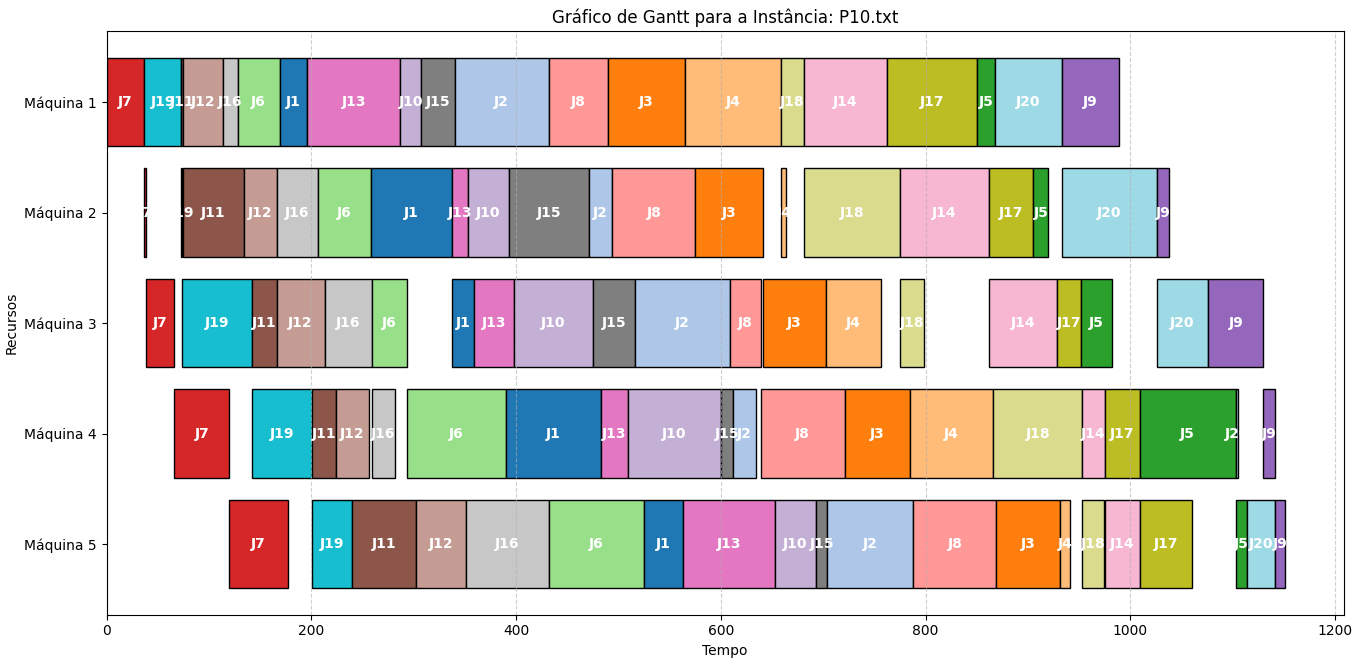 Gráfico de Gantt para a Instância: P10.txt
Máquina 1
J7 J19 J11 J12 J16 J6 J1 J13 J10 J15 J2 J8 J3 J4 J18 J14 J17 J5 J20 J9
Máquina 2
J11 J12 J16 J6 J1 J13 J10 J15 J2 J8 J3 J18 J14 J17 J5 J20 J9
Máquina 3
J7 J19 J11 J12 J16 J6 J1 J13 J10 J15 J2 J8 J3 J4 J18 J14 J17 J5 J20 J9
Máquina 4
J7 J19 J11 J12 J16 J6 J1 J13 J10 J15 J2 J8 J3 J4 J18 J14 J17 J5 J2 J9
Máquina 5
J7 J19 J11 J12 J16 J6 J1 J13 J10 J15 J2 J8 J3 J4 J18 J14 J17 J5 J20 J9
Recursos
0 200 400 600 800 1000 1200
Tempo